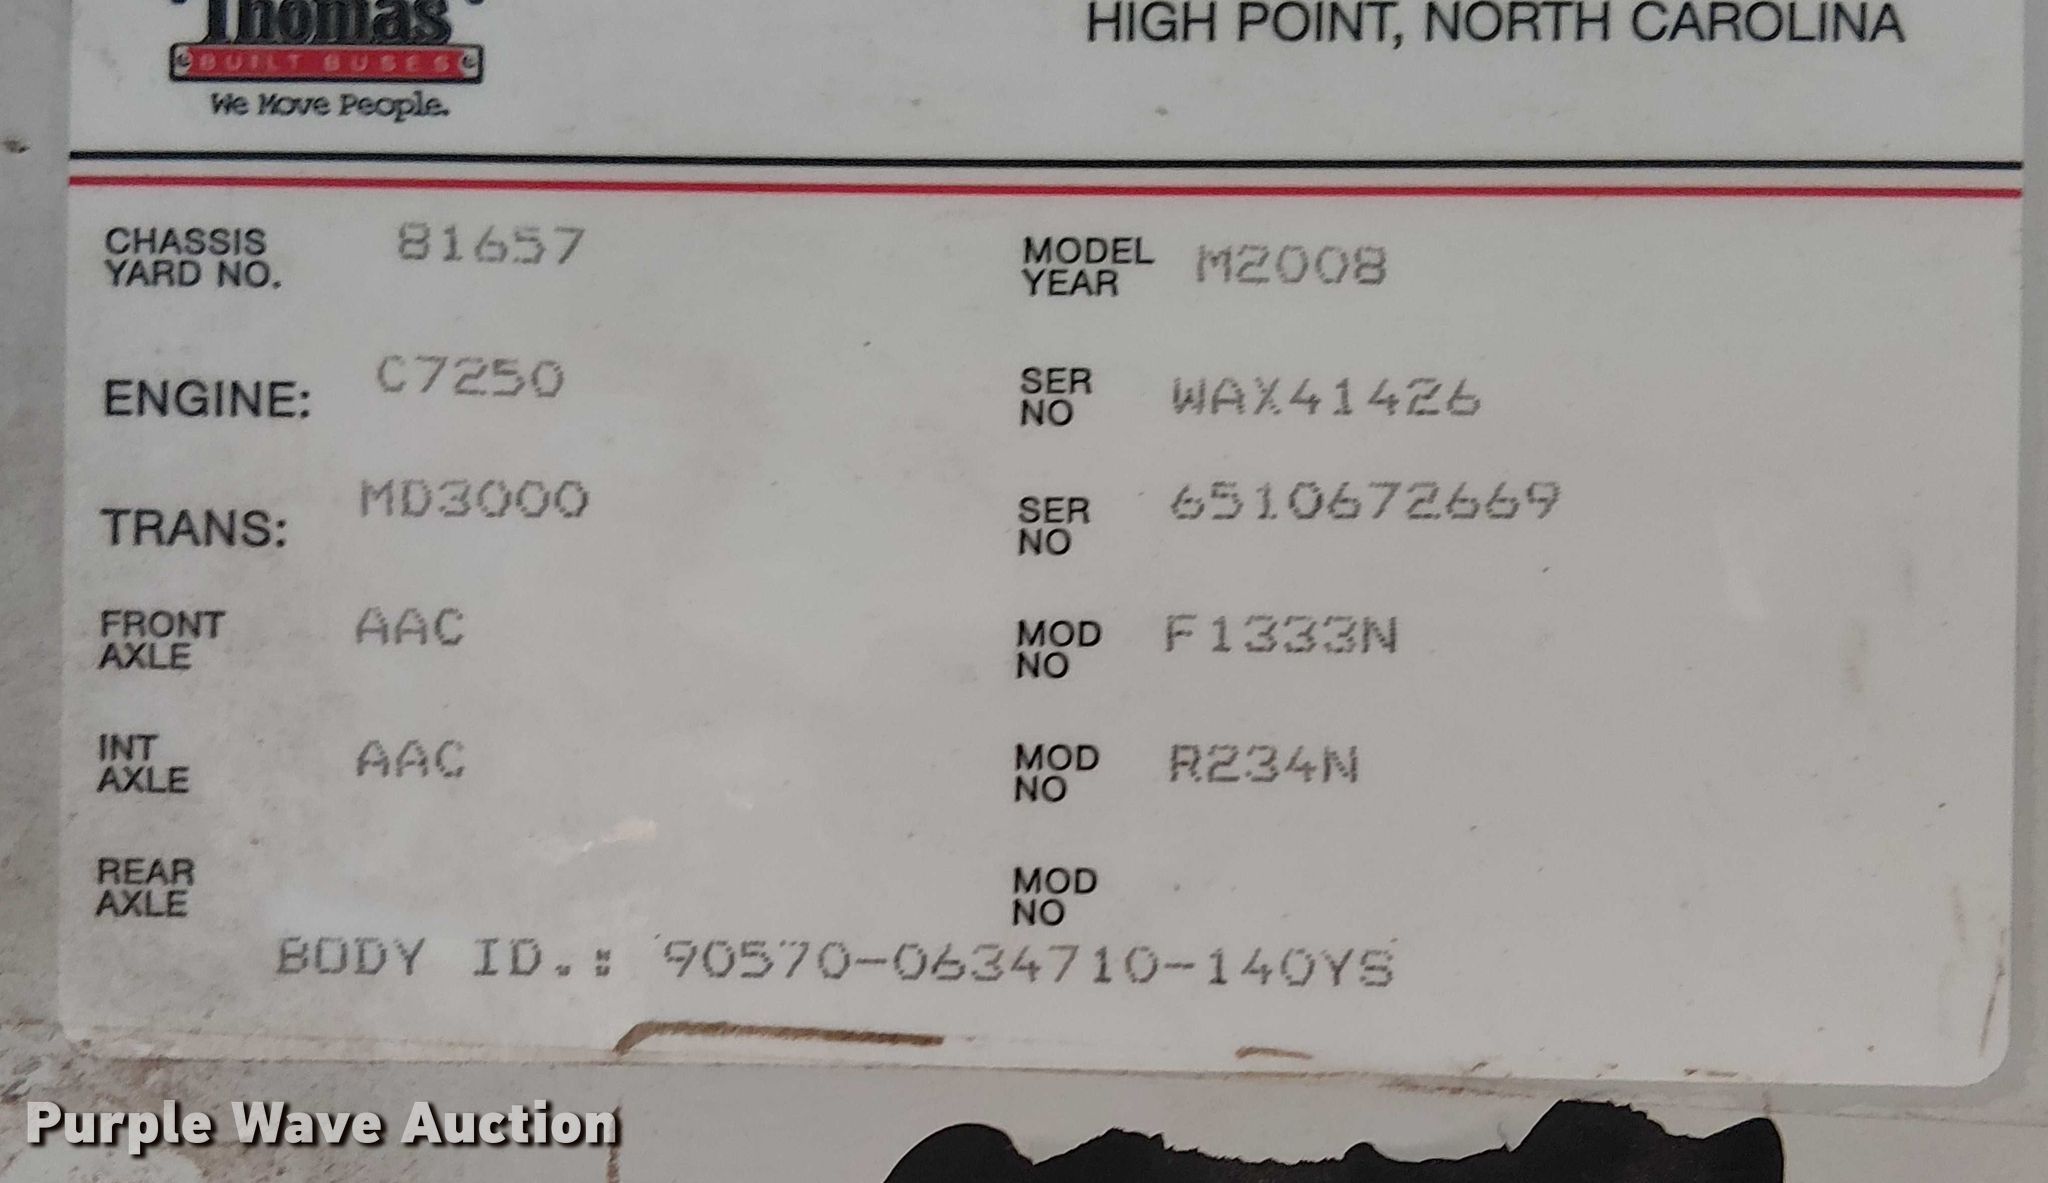 Thomas
BUILT BUSES
We Move People.
HIGH POINT, NORTH CAROLINA
CHASSIS YARD NO. 81657 MODEL YEAR M2008
ENGINE: C7250 SER NO WAX41426
TRANS: MD3000 SER NO 6510672669
FRONT AXLE AAC MOD NO F1333N
INT AXLE AAC MOD NO R234N
REAR AXLE MOD NO
BODY ID.: 90570-0634710-140YS
Purple Wave Auction